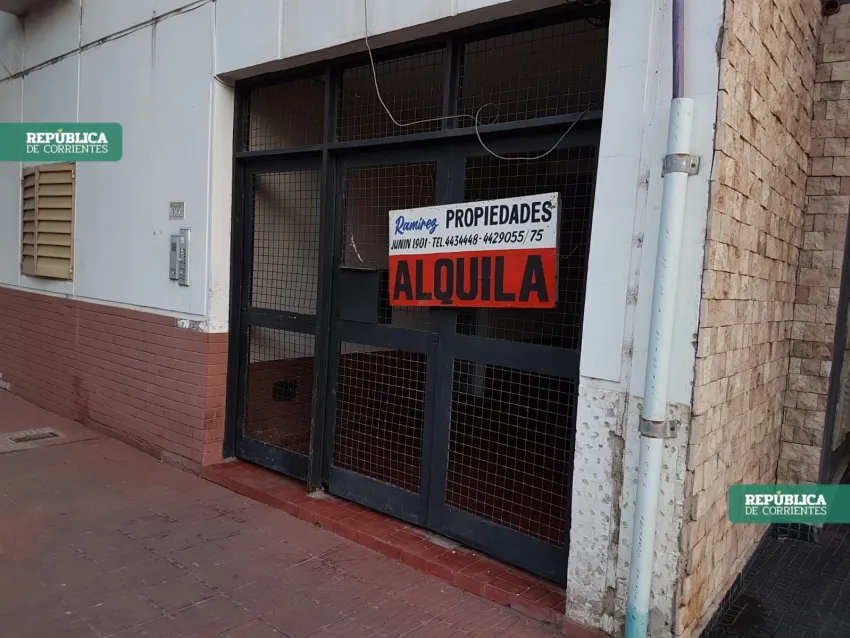 REPÚBLICA
DE CORRIENTES
Ramirez PROPIEDADES
JUNIN 1901 · TEL 4434448 - 4429055/75
ALQUILA
REPÚBLICA
DE CORRIENTES